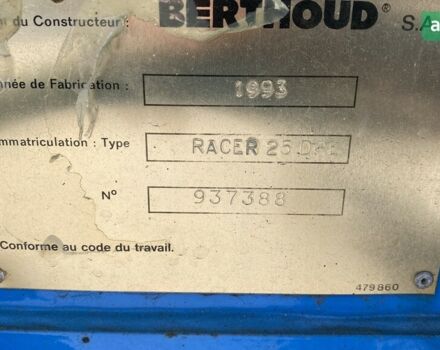 du Constructeur: BERTHOUD® S.A
nnée de Fabrication : 1993
mmatriculation : Type RACER 25
N° 937388
Conforme au code du travail.
479860